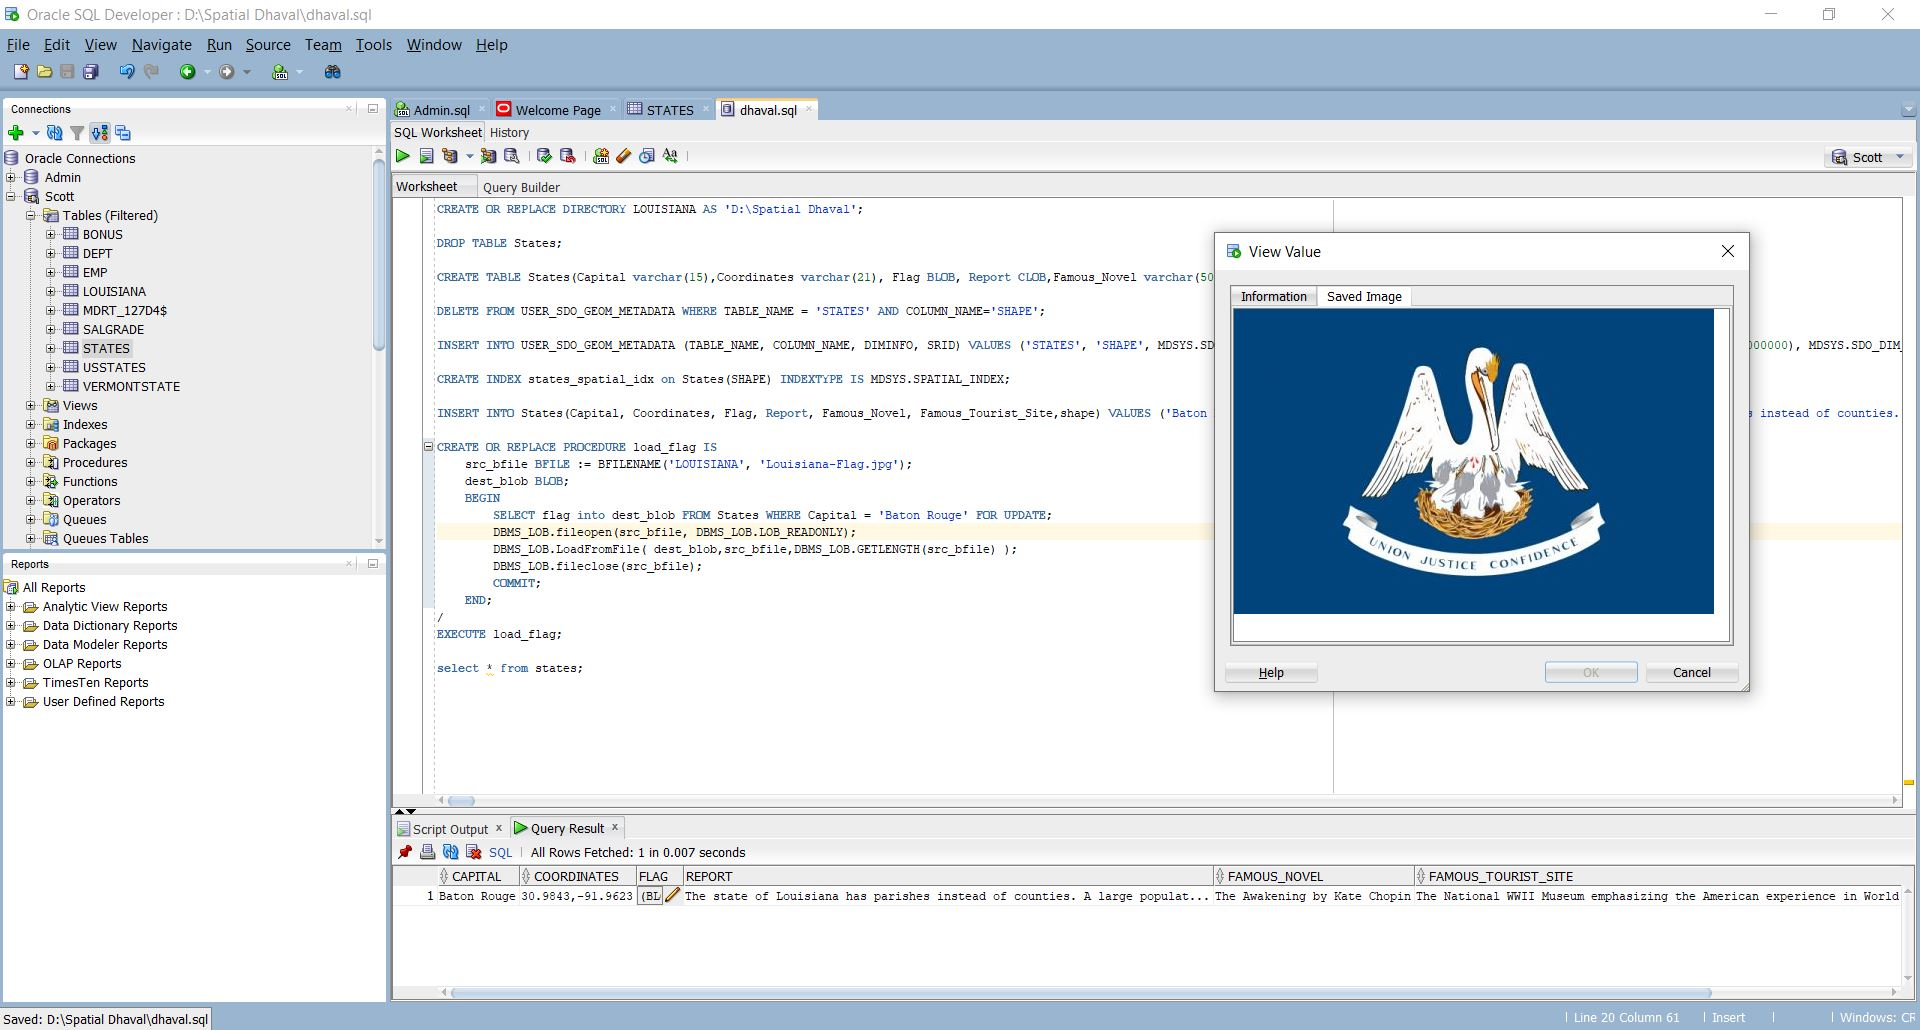 Oracle SQL Developer : D:\Spatial Dhaval\dhaval.sql
File Edit View Navigate Run Source Team Tools Window Help
Connections
Oracle Connections
Admin
Scott
Tables (Filtered)
BONUS
DEPT
EMP
LOUISIANA
MDRT_127D4$
SALGRADE
STATES
USSTATES
VERMONTSTATE
Views
Indexes
Packages
Procedures
Functions
Operators
Queues
Queues Tables
Reports
All Reports
Analytic View Reports
Data Dictionary Reports
Data Modeler Reports
OLAP Reports
TimesTen Reports
User Defined Reports
Admin.sql Welcome Page STATES dhaval.sql
SQL Worksheet History
Scott
Worksheet Query Builder
CREATE OR REPLACE DIRECTORY LOUISIANA AS 'D:\Spatial Dhaval';
DROP TABLE States;
CREATE TABLE States(Capital varchar(15),Coordinates varchar(21), Flag BLOB, Report CLOB,Famous_Novel varchar(50
DELETE FROM USER_SDO_GEOM_METADATA WHERE TABLE_NAME = 'STATES' AND COLUMN_NAME='SHAPE';
INSERT INTO USER_SDO_GEOM_METADATA (TABLE_NAME, COLUMN_NAME, DIMINFO, SRID) VALUES ('STATES', 'SHAPE', MDSYS.SD 000000), MDSYS.SDO_DIM_
CREATE INDEX states_spatial_idx on States(SHAPE) INDEXTYPE IS MDSYS.SPATIAL_INDEX;
INSERT INTO States(Capital, Coordinates, Flag, Report, Famous_Novel, Famous_Tourist_Site,shape) VALUES ('Baton s instead of counties.
CREATE OR REPLACE PROCEDURE load_flag IS
src_bfile BFILE := BFILENAME('LOUISIANA', 'Louisiana-Flag.jpg');
dest_blob BLOB;
BEGIN
SELECT flag into dest_blob FROM States WHERE Capital = 'Baton Rouge' FOR UPDATE;
DBMS_LOB.fileopen(src_bfile, DBMS_LOB.LOB_READONLY);
DBMS_LOB.LoadFromFile( dest_blob,src_bfile,DBMS_LOB.GETLENGTH(src_bfile) );
DBMS_LOB.fileclose(src_bfile);
COMMIT;
END;
/
EXECUTE load_flag;
select * from states;
View Value
Information Saved Image
UNION JUSTICE CONFIDENCE
Help OK Cancel
Script Output Query Result
SQL All Rows Fetched: 1 in 0.007 seconds
CAPITAL COORDINATES FLAG REPORT FAMOUS_NOVEL FAMOUS_TOURIST_SITE
1 Baton Rouge 30.9843,-91.9623 (BL The state of Louisiana has parishes instead of counties. A large populat... The Awakening by Kate Chopin The National WWII Museum emphasizing the American experience in World
Saved: D:\Spatial Dhaval\dhaval.sql
Line 20 Column 61 Insert Windows: CR